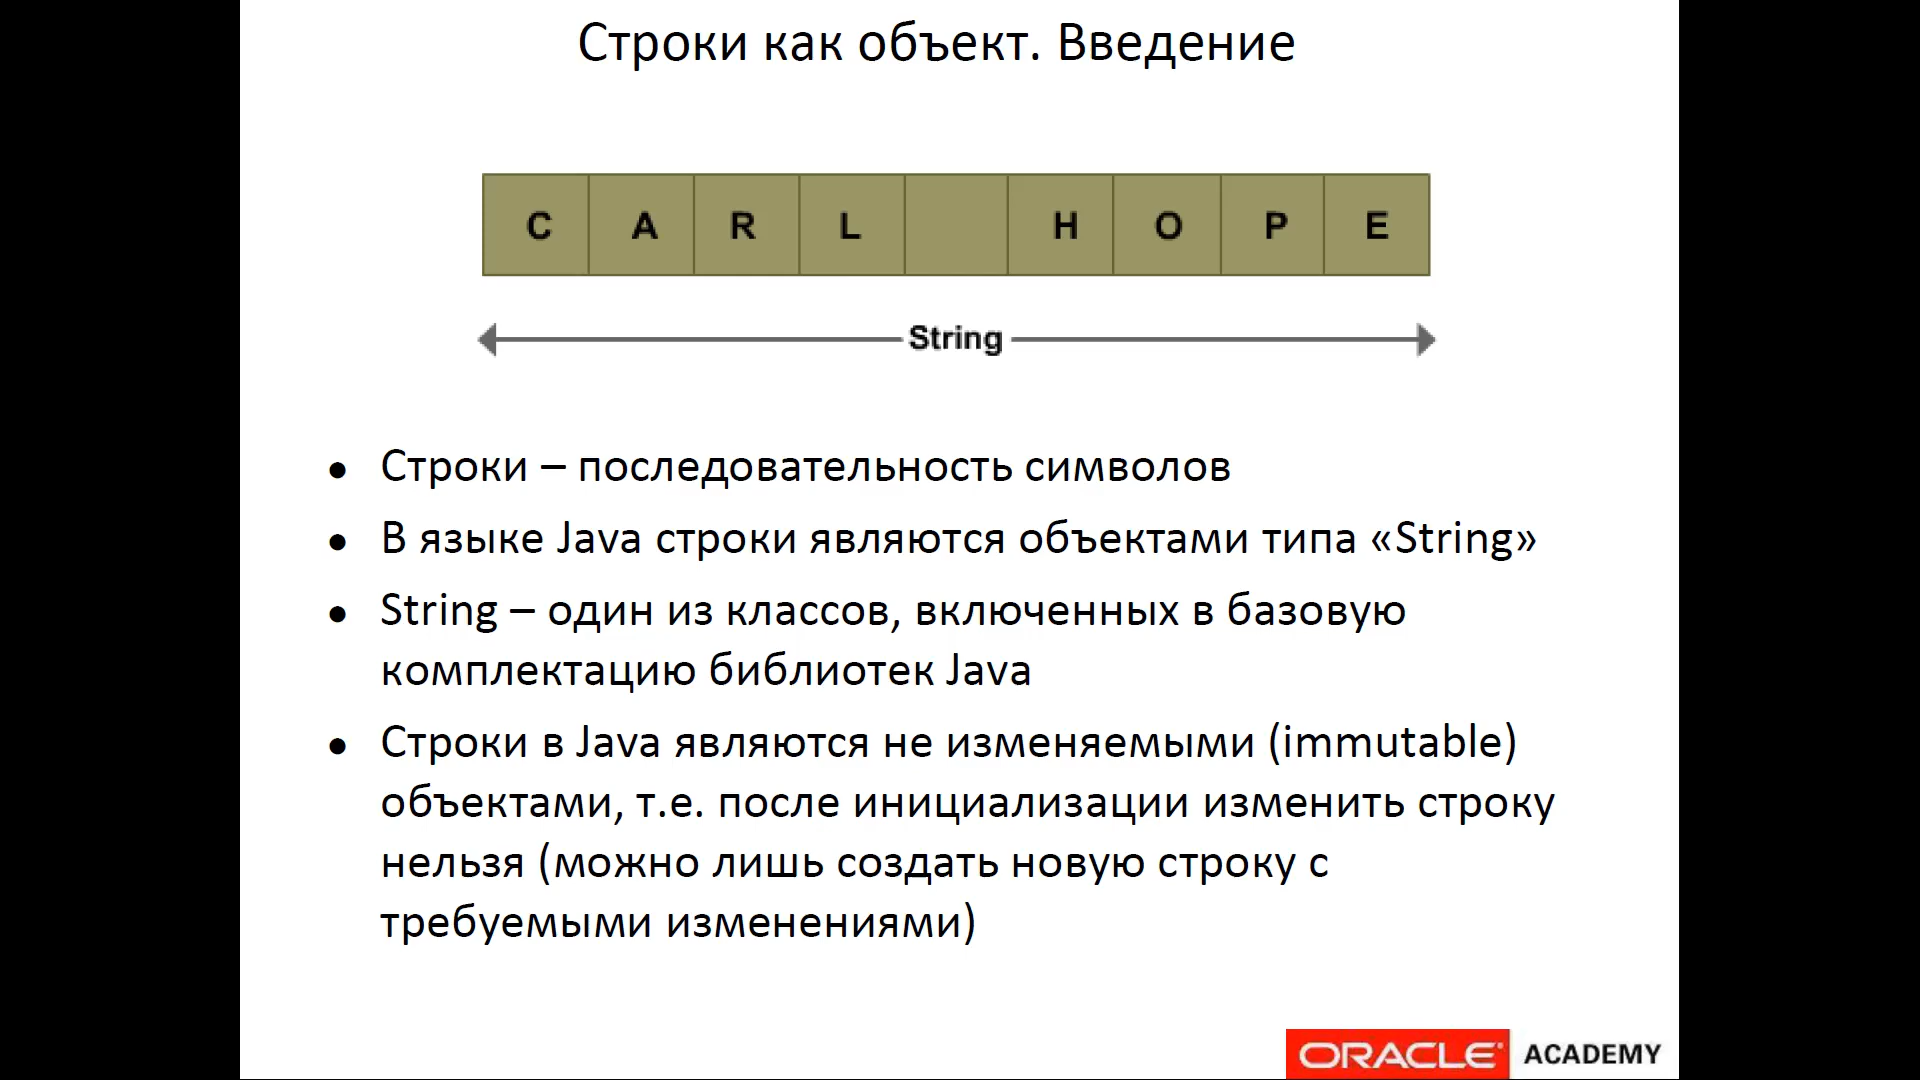 Строки как объект. Введение
C A R L H O P E
String
• Строки – последовательность символов
• В языке Java строки являются объектами типа «String»
• String – один из классов, включенных в базовую
комплектацию библиотек Java
• Строки в Java являются не изменяемыми (immutable)
объектами, т.е. после инициализации изменить строку
нельзя (можно лишь создать новую строку с
требуемыми изменениями)
ORACLE ACADEMY